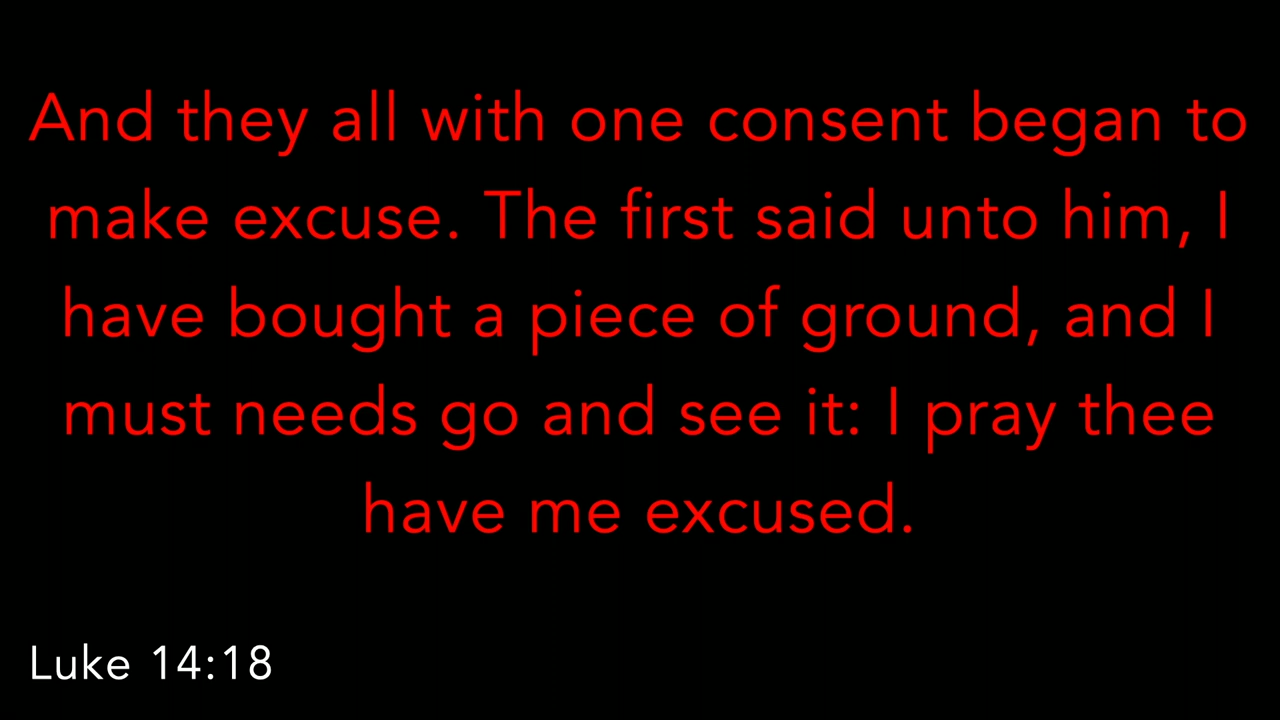 And they all with one consent began to
make excuse. The first said unto him, I
have bought a piece of ground, and I
must needs go and see it: I pray thee
have me excused.
Luke 14:18